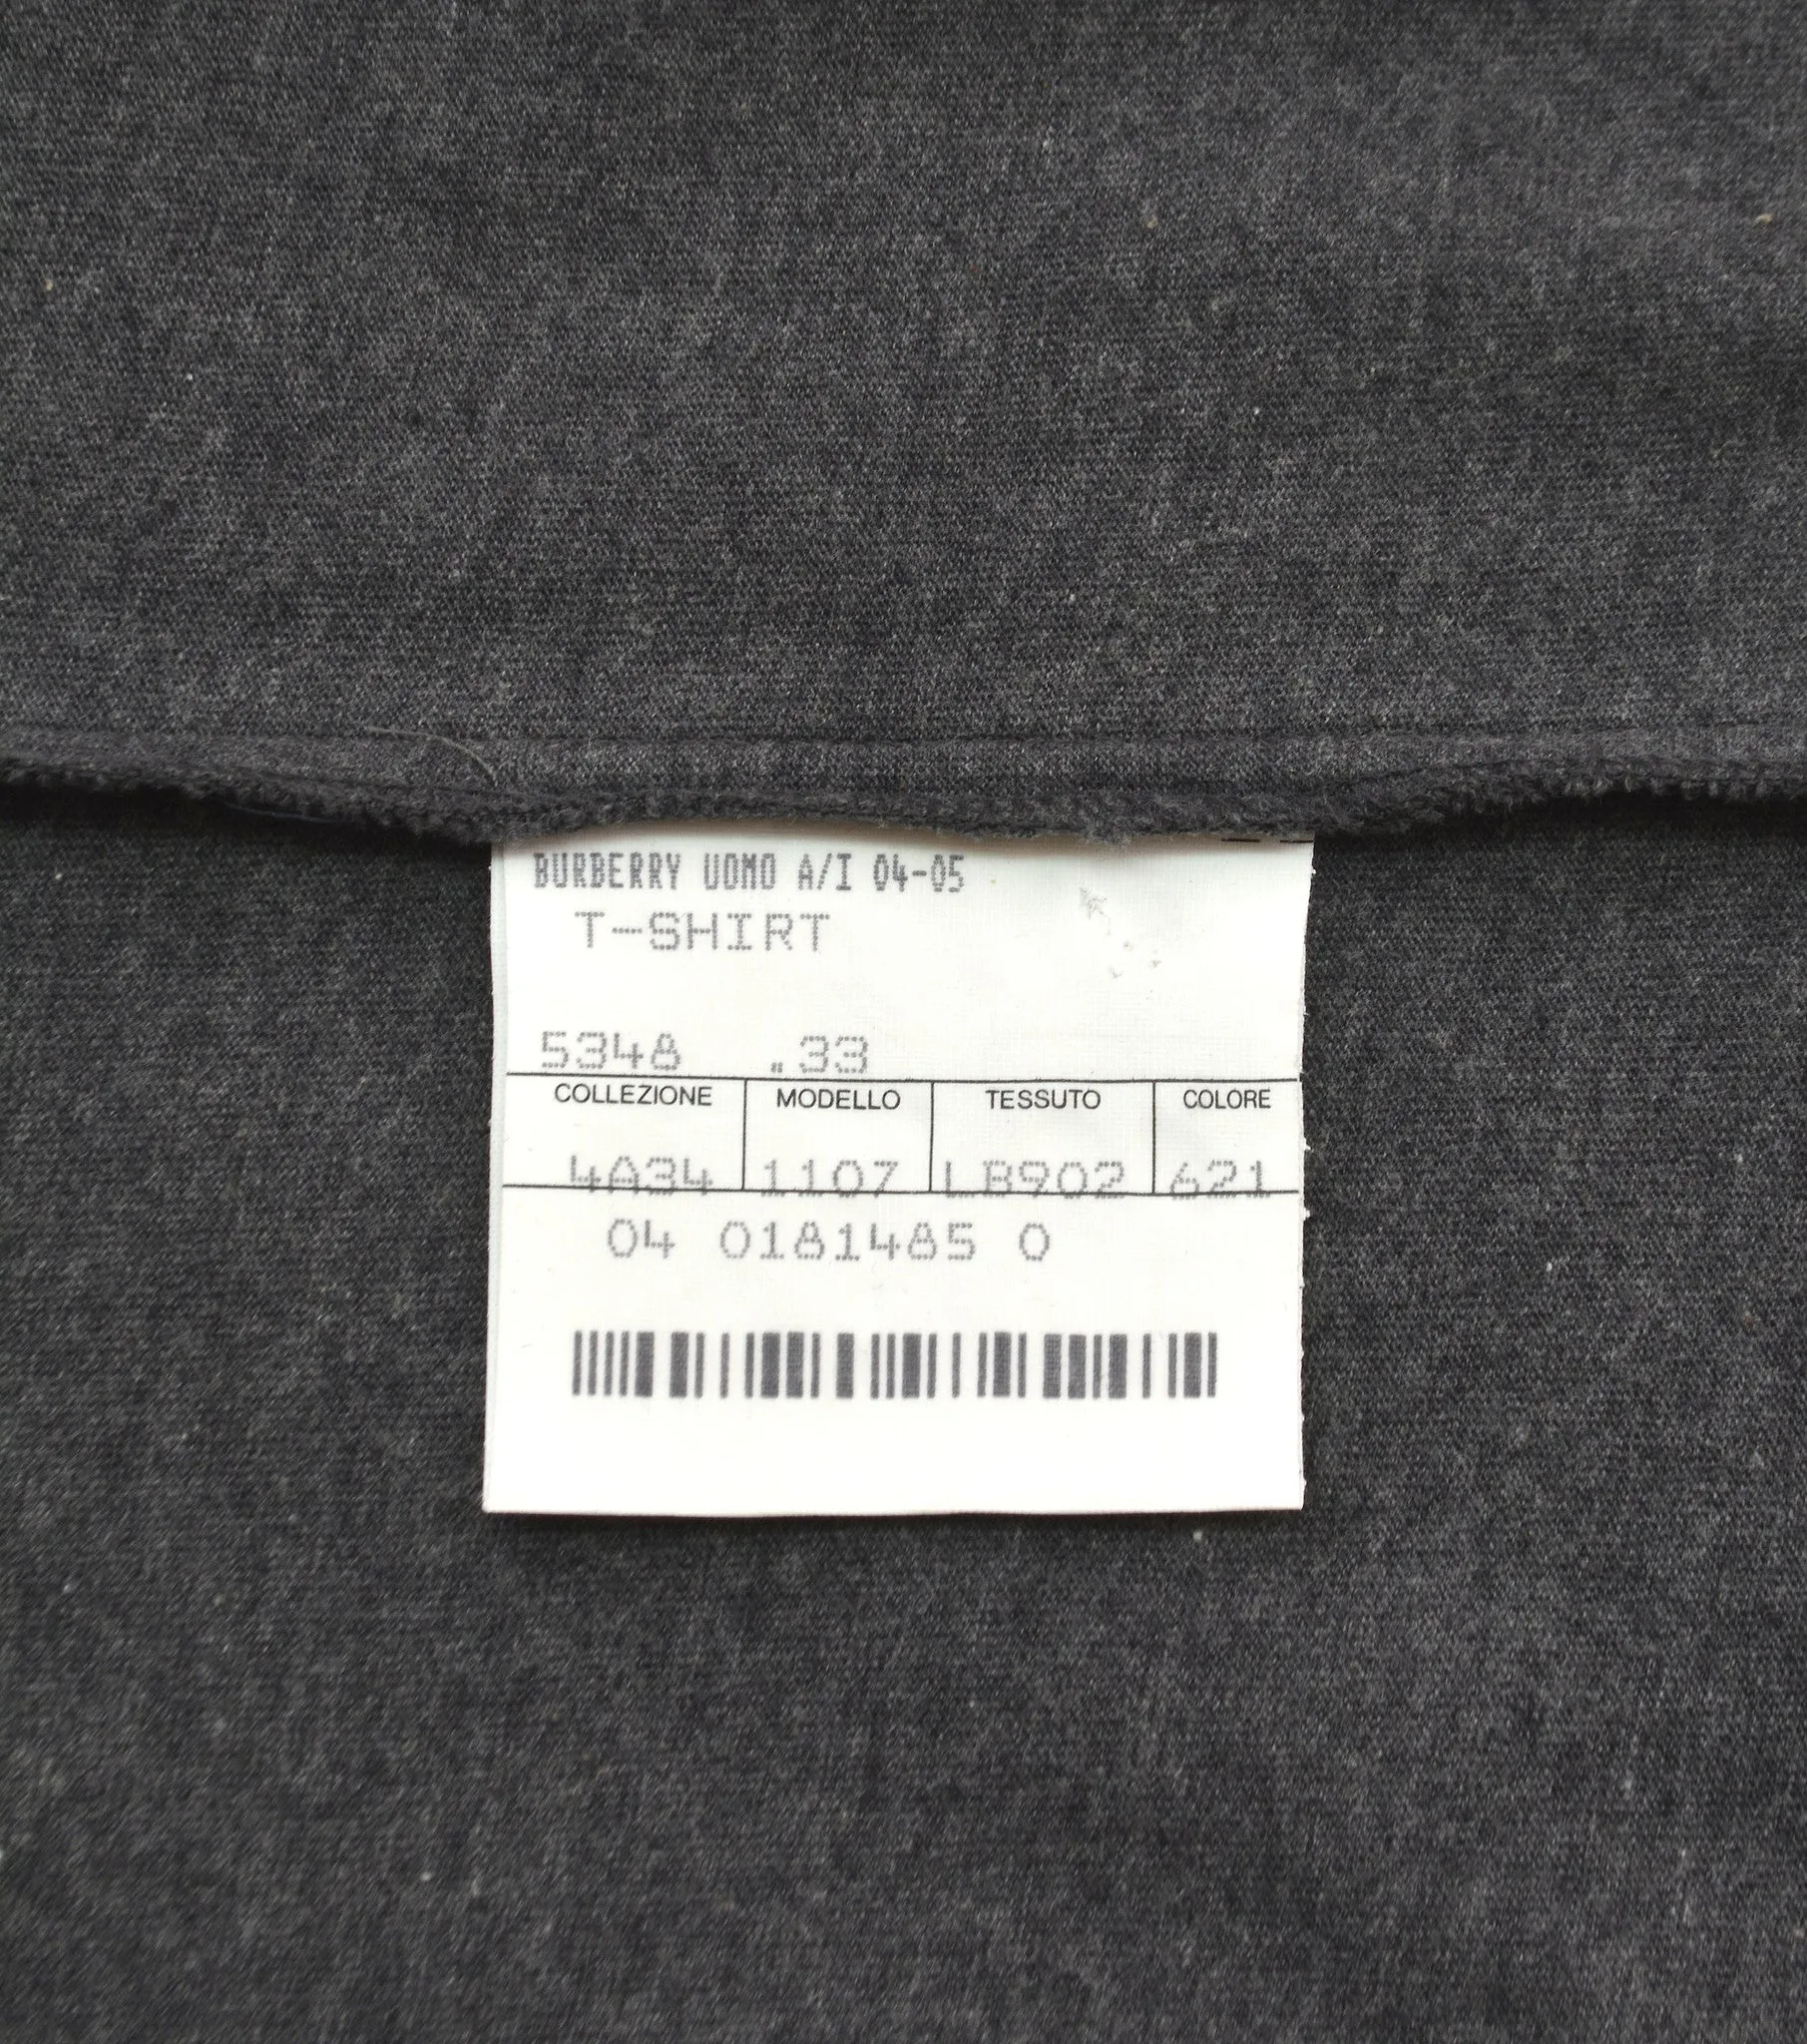 BURBERRY UOMO A/I 04-05
T-SHIRT
5348 .33
COLLEZIONE MODELLO TESSUTO COLORE
4A34 1107 LB902 621
04 0181485 0